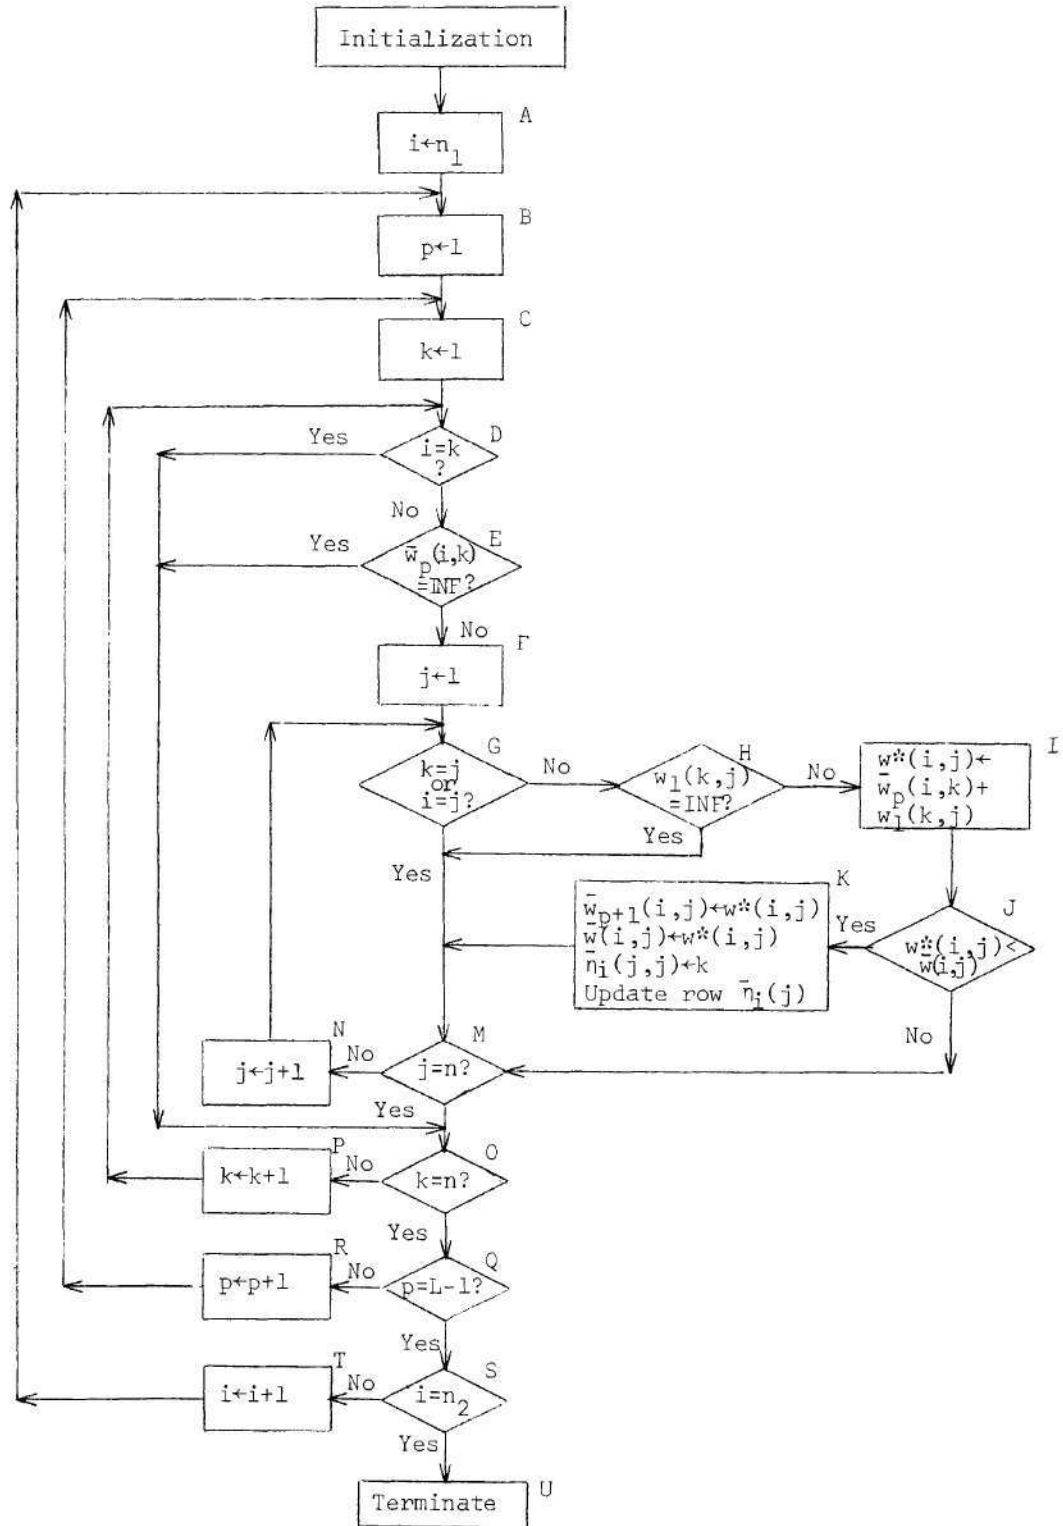 Initialization
A
i←n₁
B
p←1
C
k←1
D
Yes
i=k
?
No
E
Yes
w̄ₚ(i,k)
=INF?
No
F
j←1
G
k=j
or
i=j?
No
H
w₁(k,j)
=INF?
No
I
w*(i,j)←
w̄ₚ(i,k)+
w₁(k,j)
Yes
Yes
K
w̄ₚ₊₁(i,j)←w*(i,j)
w̄(i,j)←w*(i,j)
η̄ᵢ(j,j)←k
Update row η̄ᵢ(j)
Yes
J
w*(i,j)<
w̄(i,j)
No
N
j←j+1
No
M
j=n?
Yes
P
k←k+1
No
O
k=n?
Yes
R
p←p+1
No
Q
p=L-1?
Yes
T
i←i+1
No
S
i=n₂
Yes
Terminate
U